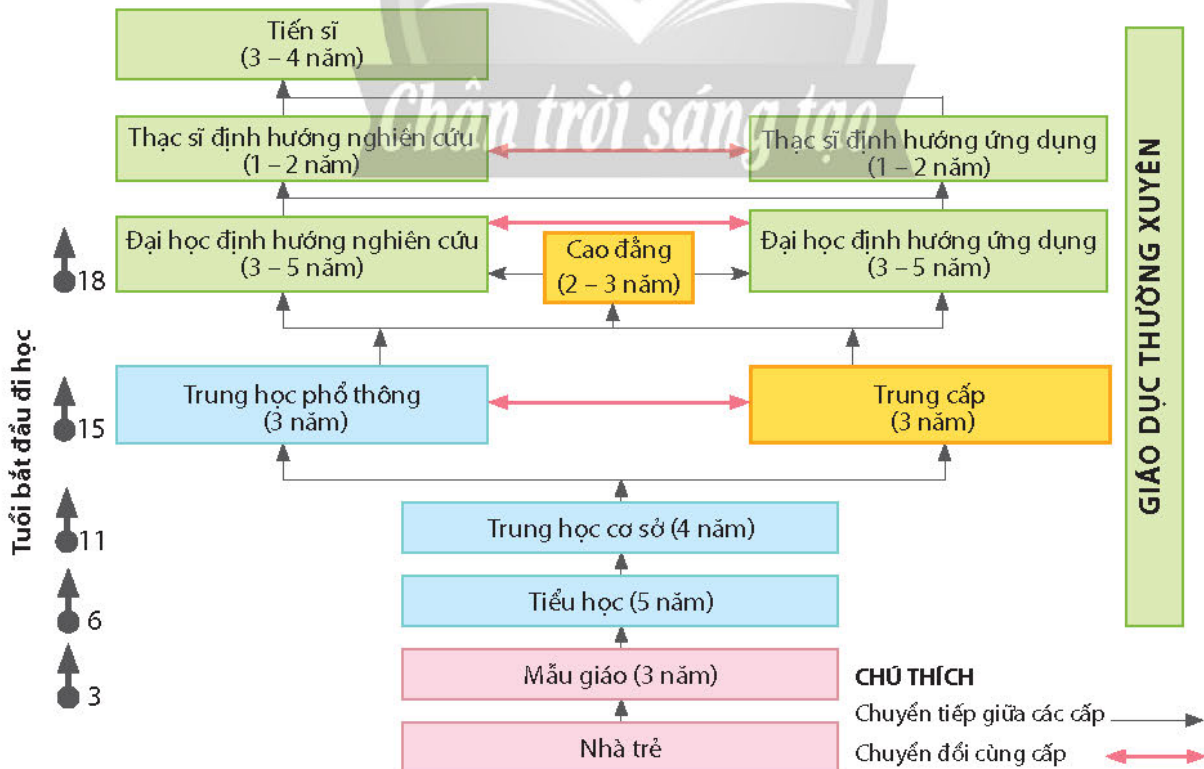 Tiến sĩ
(3 – 4 năm)
Chân trời sáng tạo
Thạc sĩ định hướng nghiên cứu
(1 – 2 năm)
Thạc sĩ định hướng ứng dụng
(1 – 2 năm)
Đại học định hướng nghiên cứu
(3 – 5 năm)
Cao đẳng
(2 – 3 năm)
Đại học định hướng ứng dụng
(3 – 5 năm)
18
Trung học phổ thông
(3 năm)
Trung cấp
(3 năm)
15
Trung học cơ sở (4 năm)
11
Tiểu học (5 năm)
6
Mẫu giáo (3 năm)
3
Nhà trẻ
Tuổi bắt đầu đi học
GIÁO DỤC THƯỜNG XUYÊN
CHÚ THÍCH
Chuyển tiếp giữa các cấp
Chuyển đổi cùng cấp